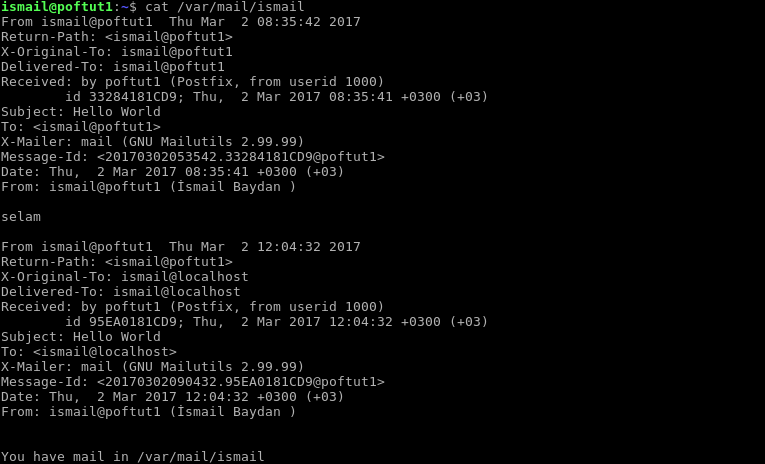 ismail@poftut1:~$ cat /var/mail/ismail
From ismail@poftut1  Thu Mar  2 08:35:42 2017
Return-Path: <ismail@poftut1>
X-Original-To: ismail@poftut1
Delivered-To: ismail@poftut1
Received: by poftut1 (Postfix, from userid 1000)
        id 33284181CD9; Thu,  2 Mar 2017 08:35:41 +0300 (+03)
Subject: Hello World
To: <ismail@poftut1>
X-Mailer: mail (GNU Mailutils 2.99.99)
Message-Id: <20170302053542.33284181CD9@poftut1>
Date: Thu,  2 Mar 2017 08:35:41 +0300 (+03)
From: ismail@poftut1 (İsmail Baydan )

selam

From ismail@poftut1  Thu Mar  2 12:04:32 2017
Return-Path: <ismail@poftut1>
X-Original-To: ismail@localhost
Delivered-To: ismail@localhost
Received: by poftut1 (Postfix, from userid 1000)
        id 95EA0181CD9; Thu,  2 Mar 2017 12:04:32 +0300 (+03)
Subject: Hello World
To: <ismail@localhost>
X-Mailer: mail (GNU Mailutils 2.99.99)
Message-Id: <20170302090432.95EA0181CD9@poftut1>
Date: Thu,  2 Mar 2017 12:04:32 +0300 (+03)
From: ismail@poftut1 (İsmail Baydan )


You have mail in /var/mail/ismail